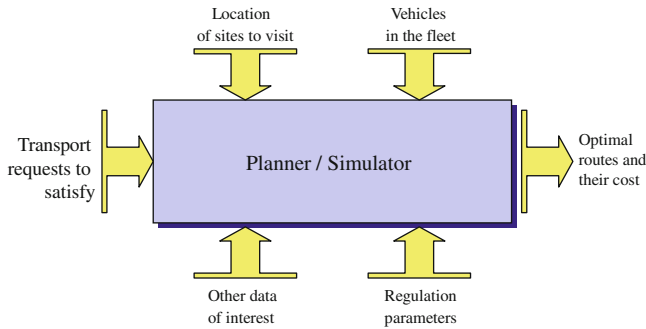 Location
of sites to visit
Vehicles
in the fleet
Transport
requests to
satisfy
Planner / Simulator
Optimal
routes and
their cost
Other data
of interest
Regulation
parameters